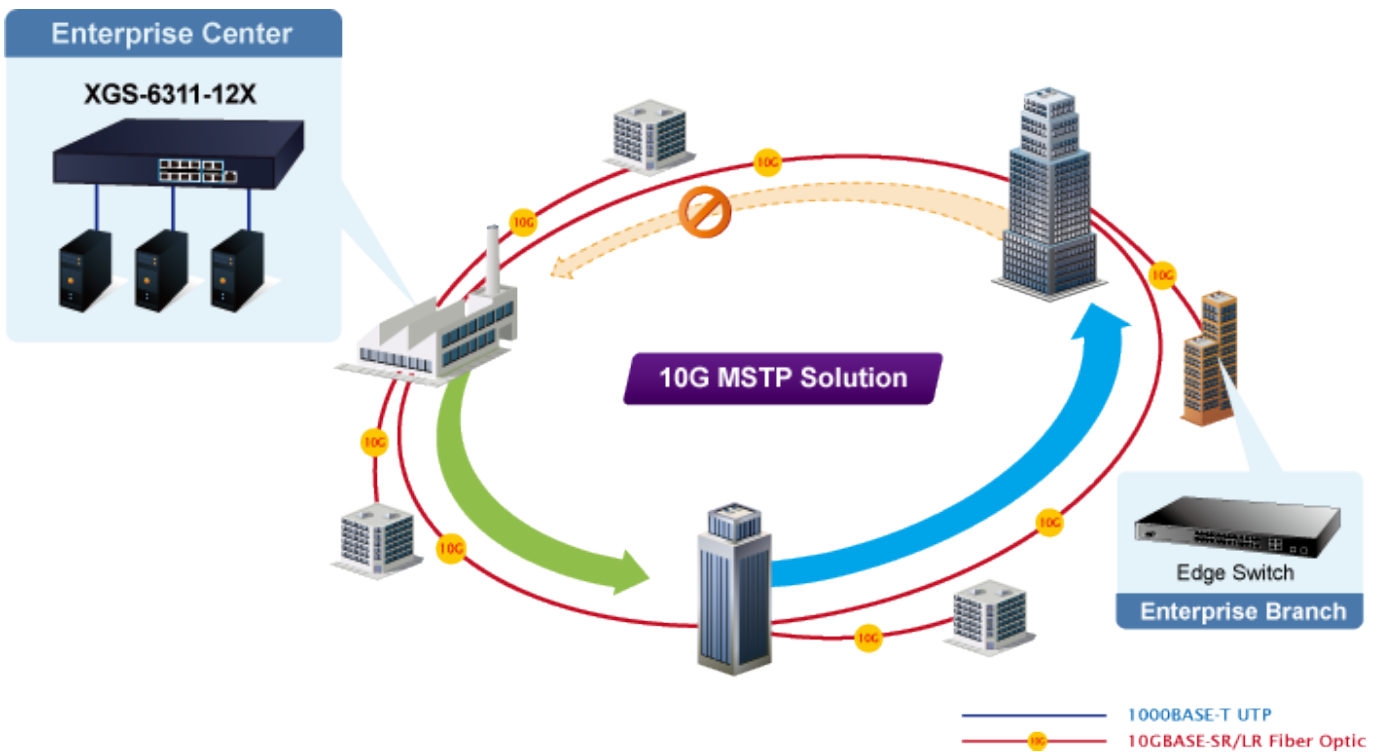 Enterprise Center
XGS-6311-12X
10G
10G
10G
10G MSTP Solution
10G
10G
10G
10G
Edge Switch
Enterprise Branch
1000BASE-T UTP
10G
10GBASE-SR/LR Fiber Optic